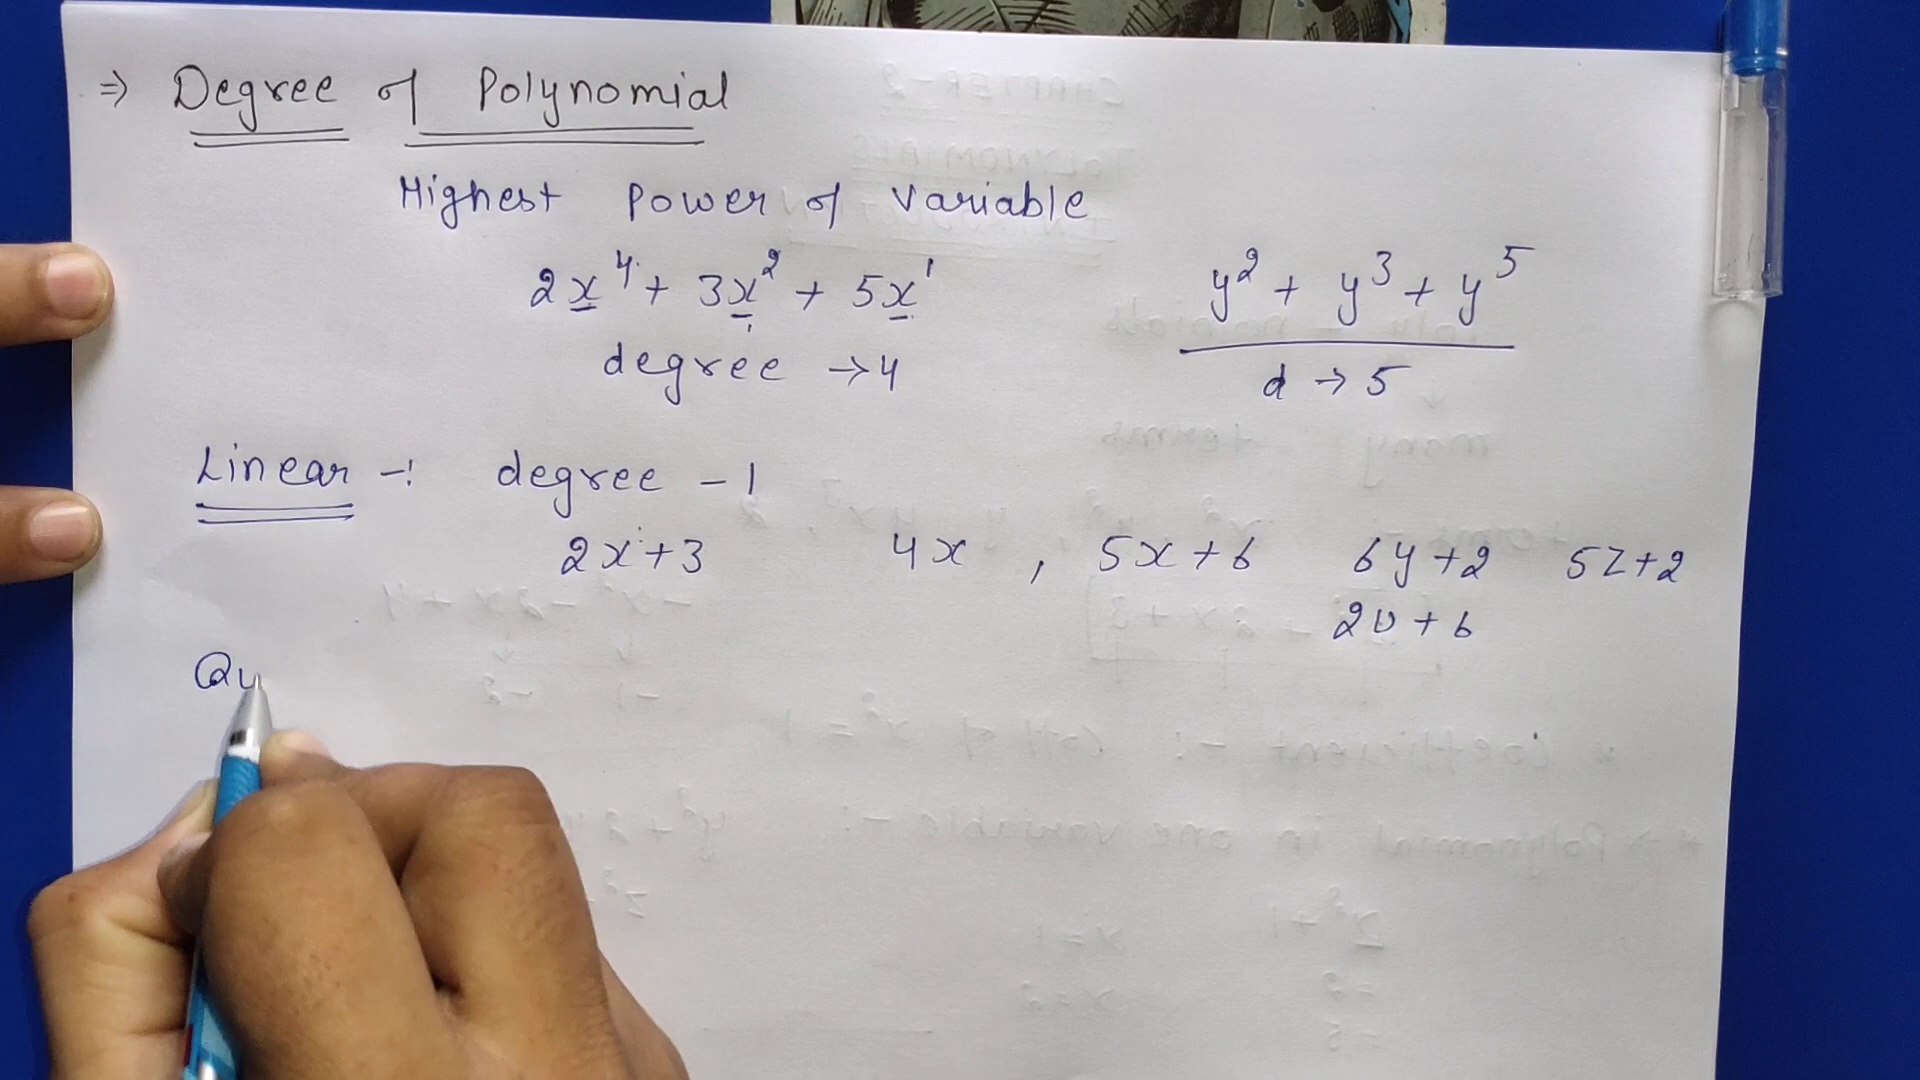 ⇒ Degree of Polynomial
Highest Power of Variable
2x⁴ + 3x² + 5x¹
degree → 4
y² + y³ + y⁵
d → 5
Linear -: degree - 1
2x+3 4x , 5x+6 6y+2 5z+2
2υ+6
Qu